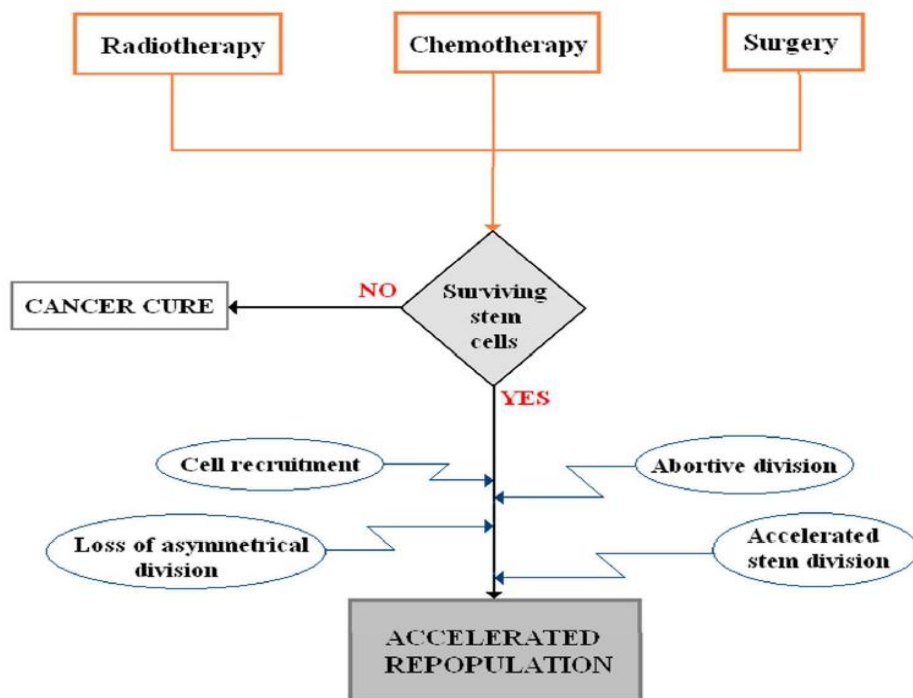 Radiotherapy
Chemotherapy
Surgery
Surviving
stem
cells
NO
CANCER CURE
YES
Cell recruitment
Abortive division
Loss of asymmetrical
division
Accelerated
stem division
ACCELERATED
REPOPULATION